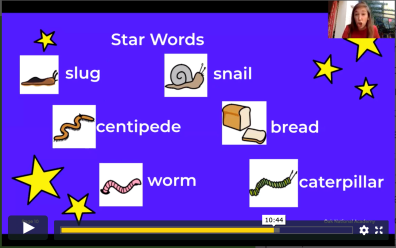 Star Words
slug
snail
centipede
bread
worm
caterpillar
10:44